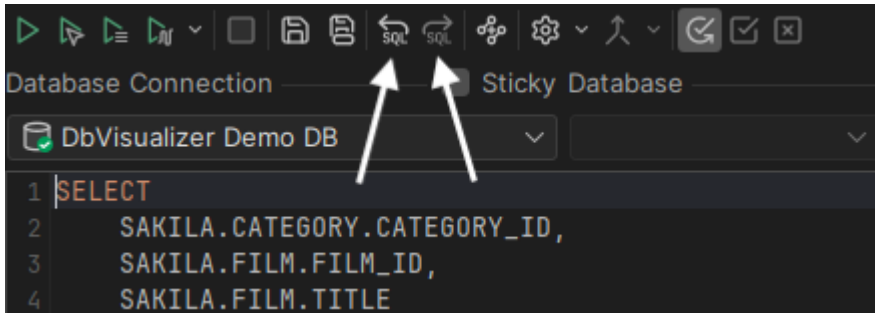 SQL SQL
Database Connection Sticky Database
DbVisualizer Demo DB
1 SELECT
2 SAKILA.CATEGORY.CATEGORY_ID,
3 SAKILA.FILM.FILM_ID,
4 SAKILA.FILM.TITLE